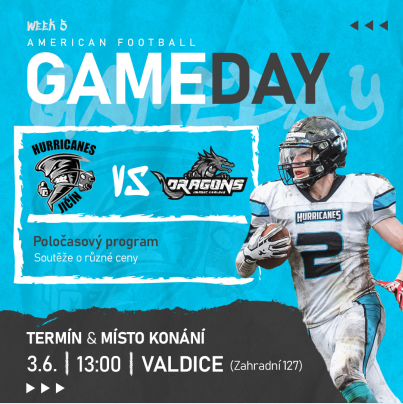 WEEK 5
AMERICAN FOOTBALL
GAMEDAY
HURRICANES
JIČÍN
VS
DRAGONS
HURRICANES
2
Poločasový program
Soutěže o různé ceny
TERMÍN & MÍSTO KONÁNÍ
3.6. | 13:00 | VALDICE (Zahradní 127)